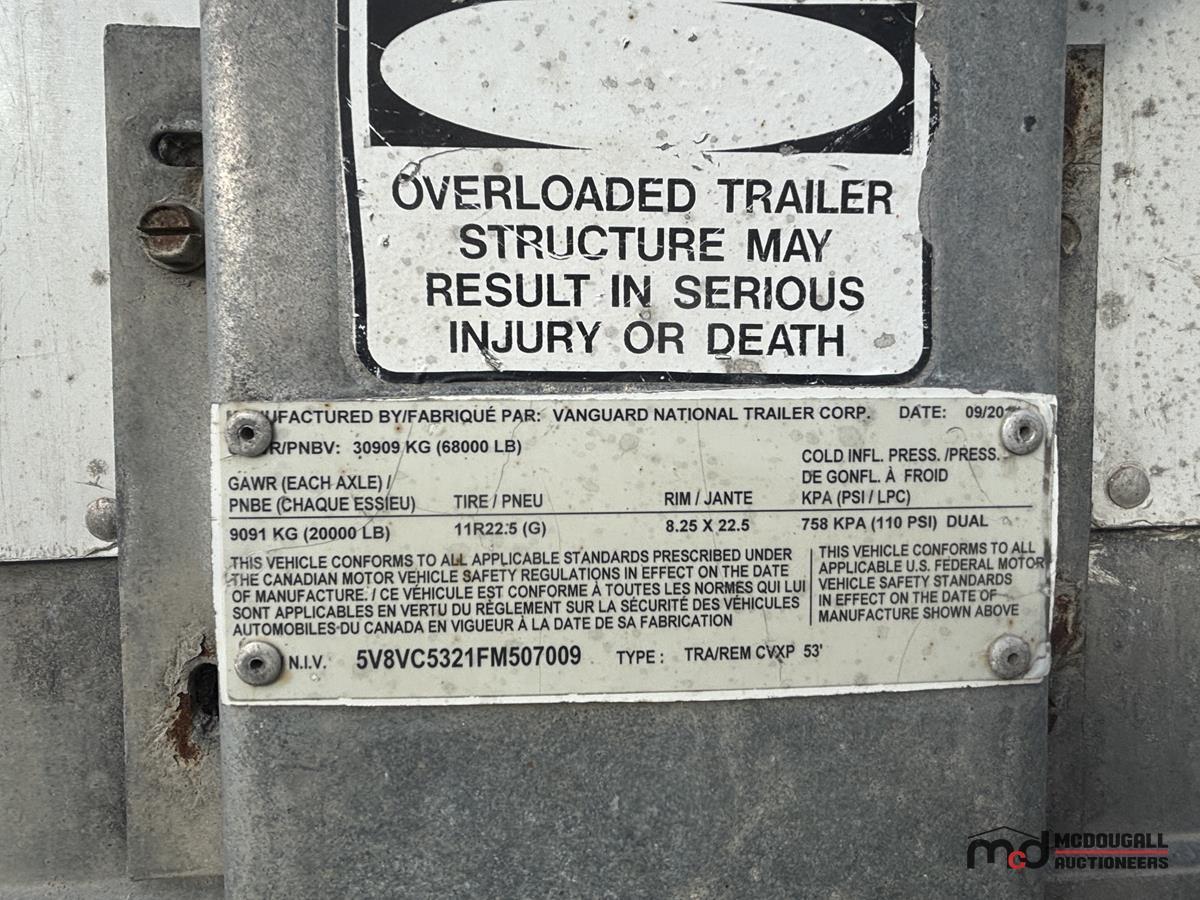 OVERLOADED TRAILER
STRUCTURE MAY
RESULT IN SERIOUS
INJURY OR DEATH
BY/FABRIQUÉ PAR: VANGUARD NATIONAL TRAILER CORP. DATE:
30909 KG (68000 LB)
COLD INFL. PRESS. /PRESS.
DE GONFL. À FROID
GAWR (EACH AXLE) /
PNBE (CHAQUE ESSIEU) TIRE / PNEU RIM / JANTE KPA (PSI / LPC)
9091 KG (20000 LB) 11R22.5 (G) 8.25 X 22.5 758 KPA (110 PSI) DUAL
THIS VEHICLE CONFORMS TO ALL APPLICABLE STANDARDS PRESCRIBED UNDER
THE CANADIAN MOTOR VEHICLE SAFETY REGULATIONS IN EFFECT ON THE DATE
OF MANUFACTURE. / CE VÉHICULE EST CONFORME À TOUTES LES NORMES QUI LUI
SONT APPLICABLES EN VERTU DU RÈGLEMENT SUR LA SÉCURITÉ DES VÉHICULES
AUTOMOBILES DU CANADA EN VIGUEUR À LA DATE DE SA FABRICATION
THIS VEHICLE CONFORMS TO ALL
APPLICABLE U.S. FEDERAL MOTOR
VEHICLE SAFETY STANDARDS
IN EFFECT ON THE DATE OF
MANUFACTURE SHOWN ABOVE
N.I.V. 5V8VC5321FM507009 TYPE : TRA/REM CVXP 53'
mcd MCDOUGALL
AUCTIONEERS